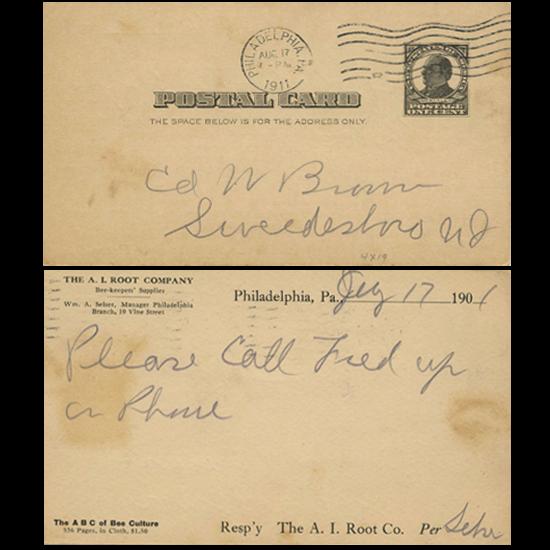 PHILADELPHIA, PA.
AUG 17
1911
POSTAL CARD
THE SPACE BELOW IS FOR THE ADDRESS ONLY.
POSTAGE
ONE CENT
Ed W Brown
Swedesboro NJ
4x19
THE A. I. ROOT COMPANY
Bee-keepers' Supplies
Wm. A. Selser, Manager Philadelphia
Branch, 10 Vine Street
Philadelphia, Pa. 17 190
Please Call Fred up
on Phone
The A B C of Bee Culture
536 Pages, in Cloth, $1.50
Resp'y The A. I. Root Co. Per Selser